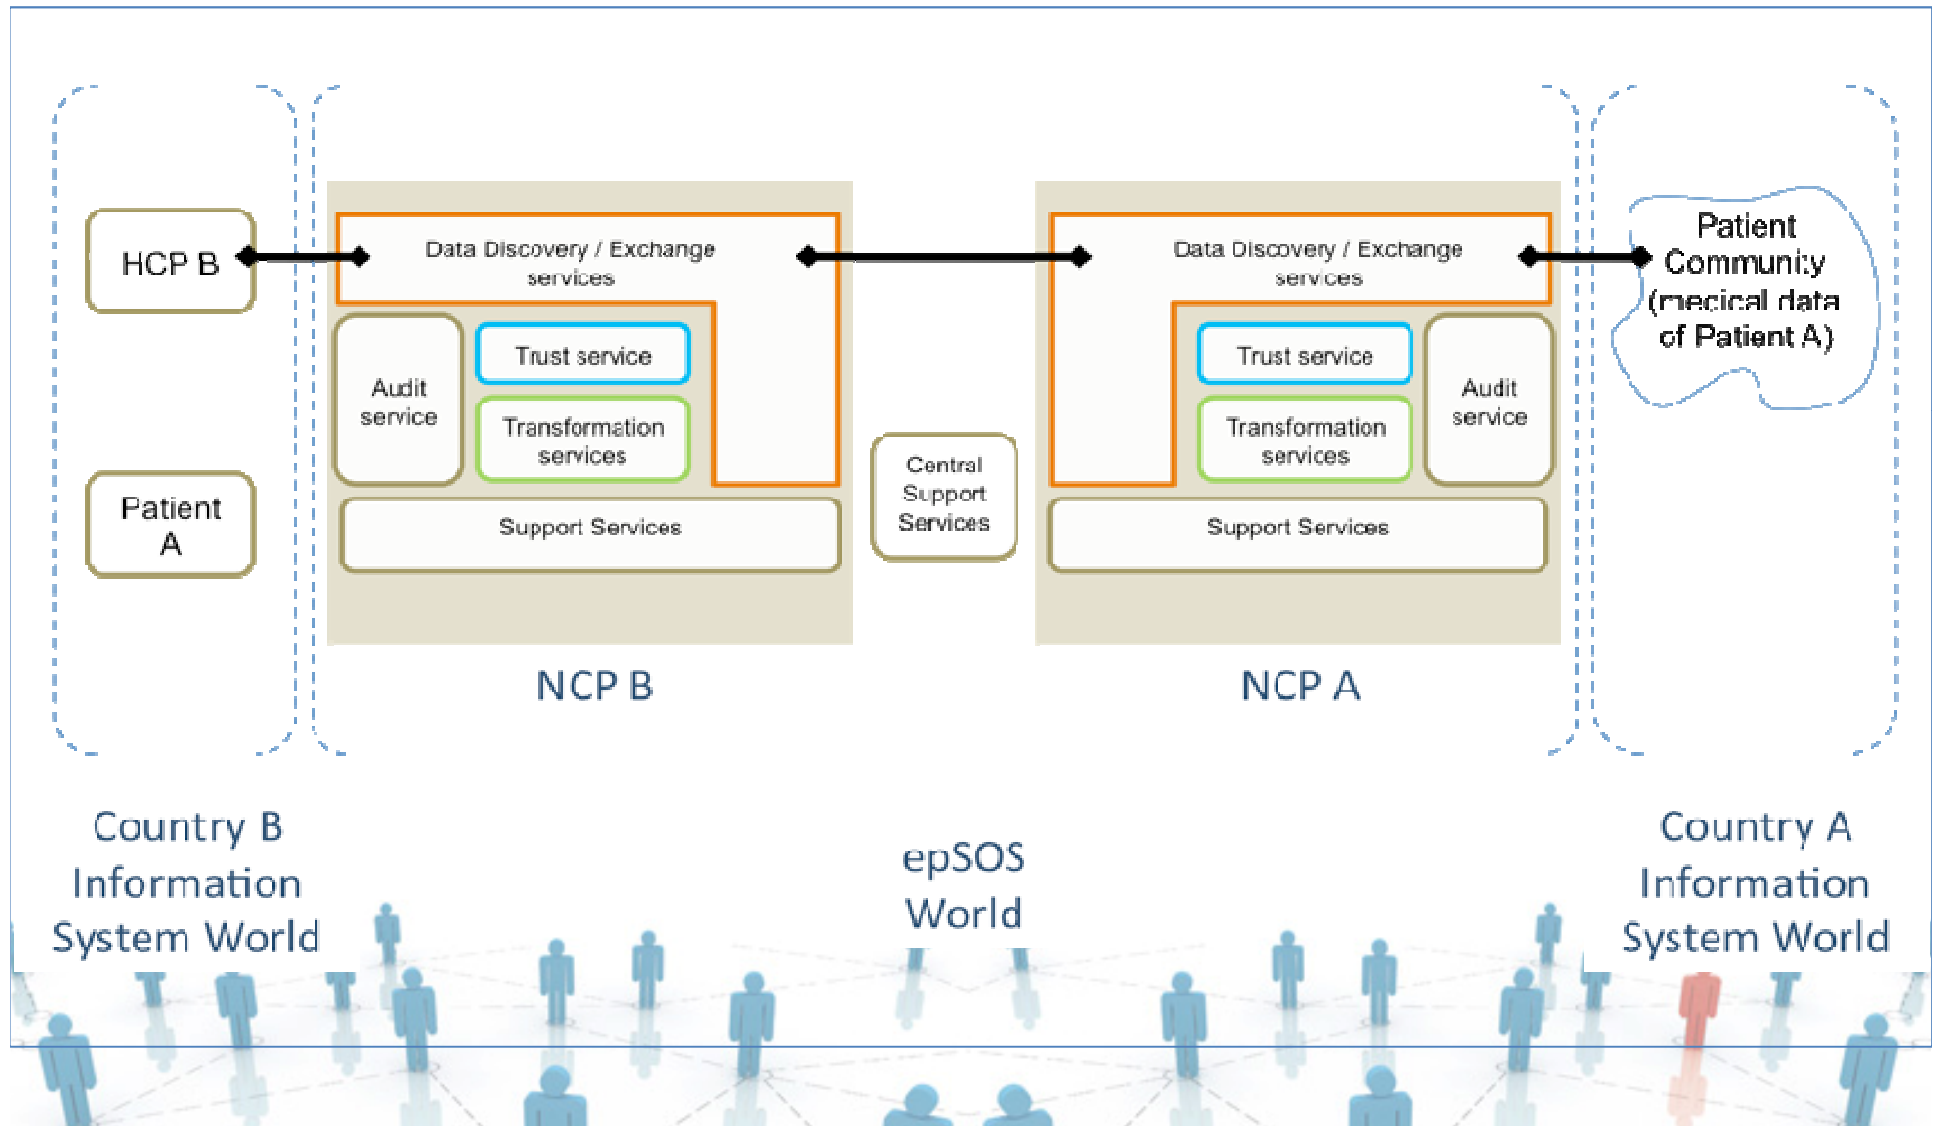 HCP B
Patient
A
Data Discovery / Exchange
services
Audit
service
Trust service
Transformation
services
Support Services
NCP B
Central
Support
Services
Data Discovery / Exchange
services
Trust service
Transformation
services
Audit
service
Support Services
NCP A
Patient
Community
(medical data
of Patient A)
Country B
Information
System World
epSOS
World
Country A
Information
System World